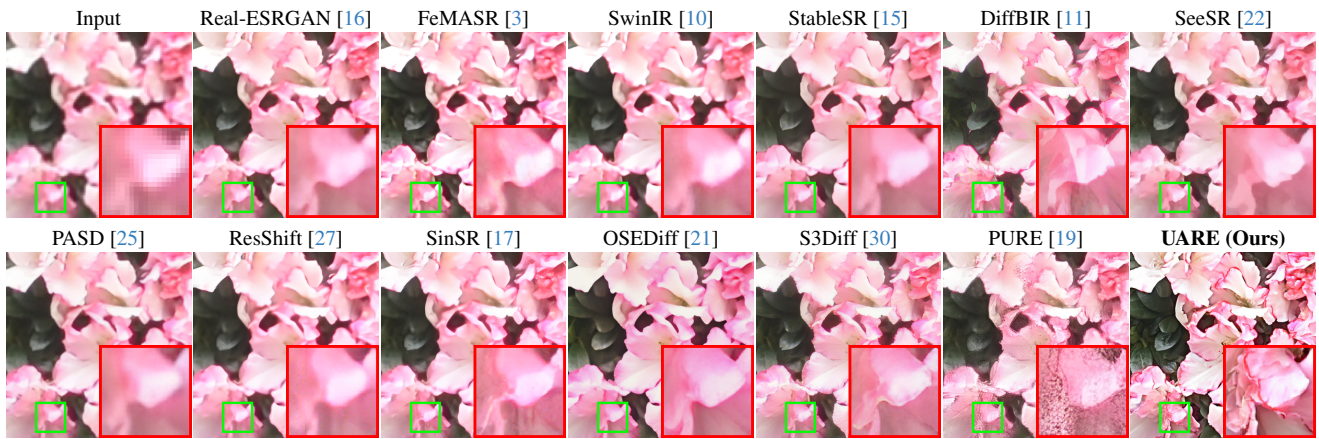 Input Real-ESRGAN [16] FeMASR [3] SwinIR [10] StableSR [15] DiffBIR [11] SeeSR [22]
PASD [25] ResShift [27] SinSR [17] OSEDiff [21] S3Diff [30] PURE [19] UARE (Ours)